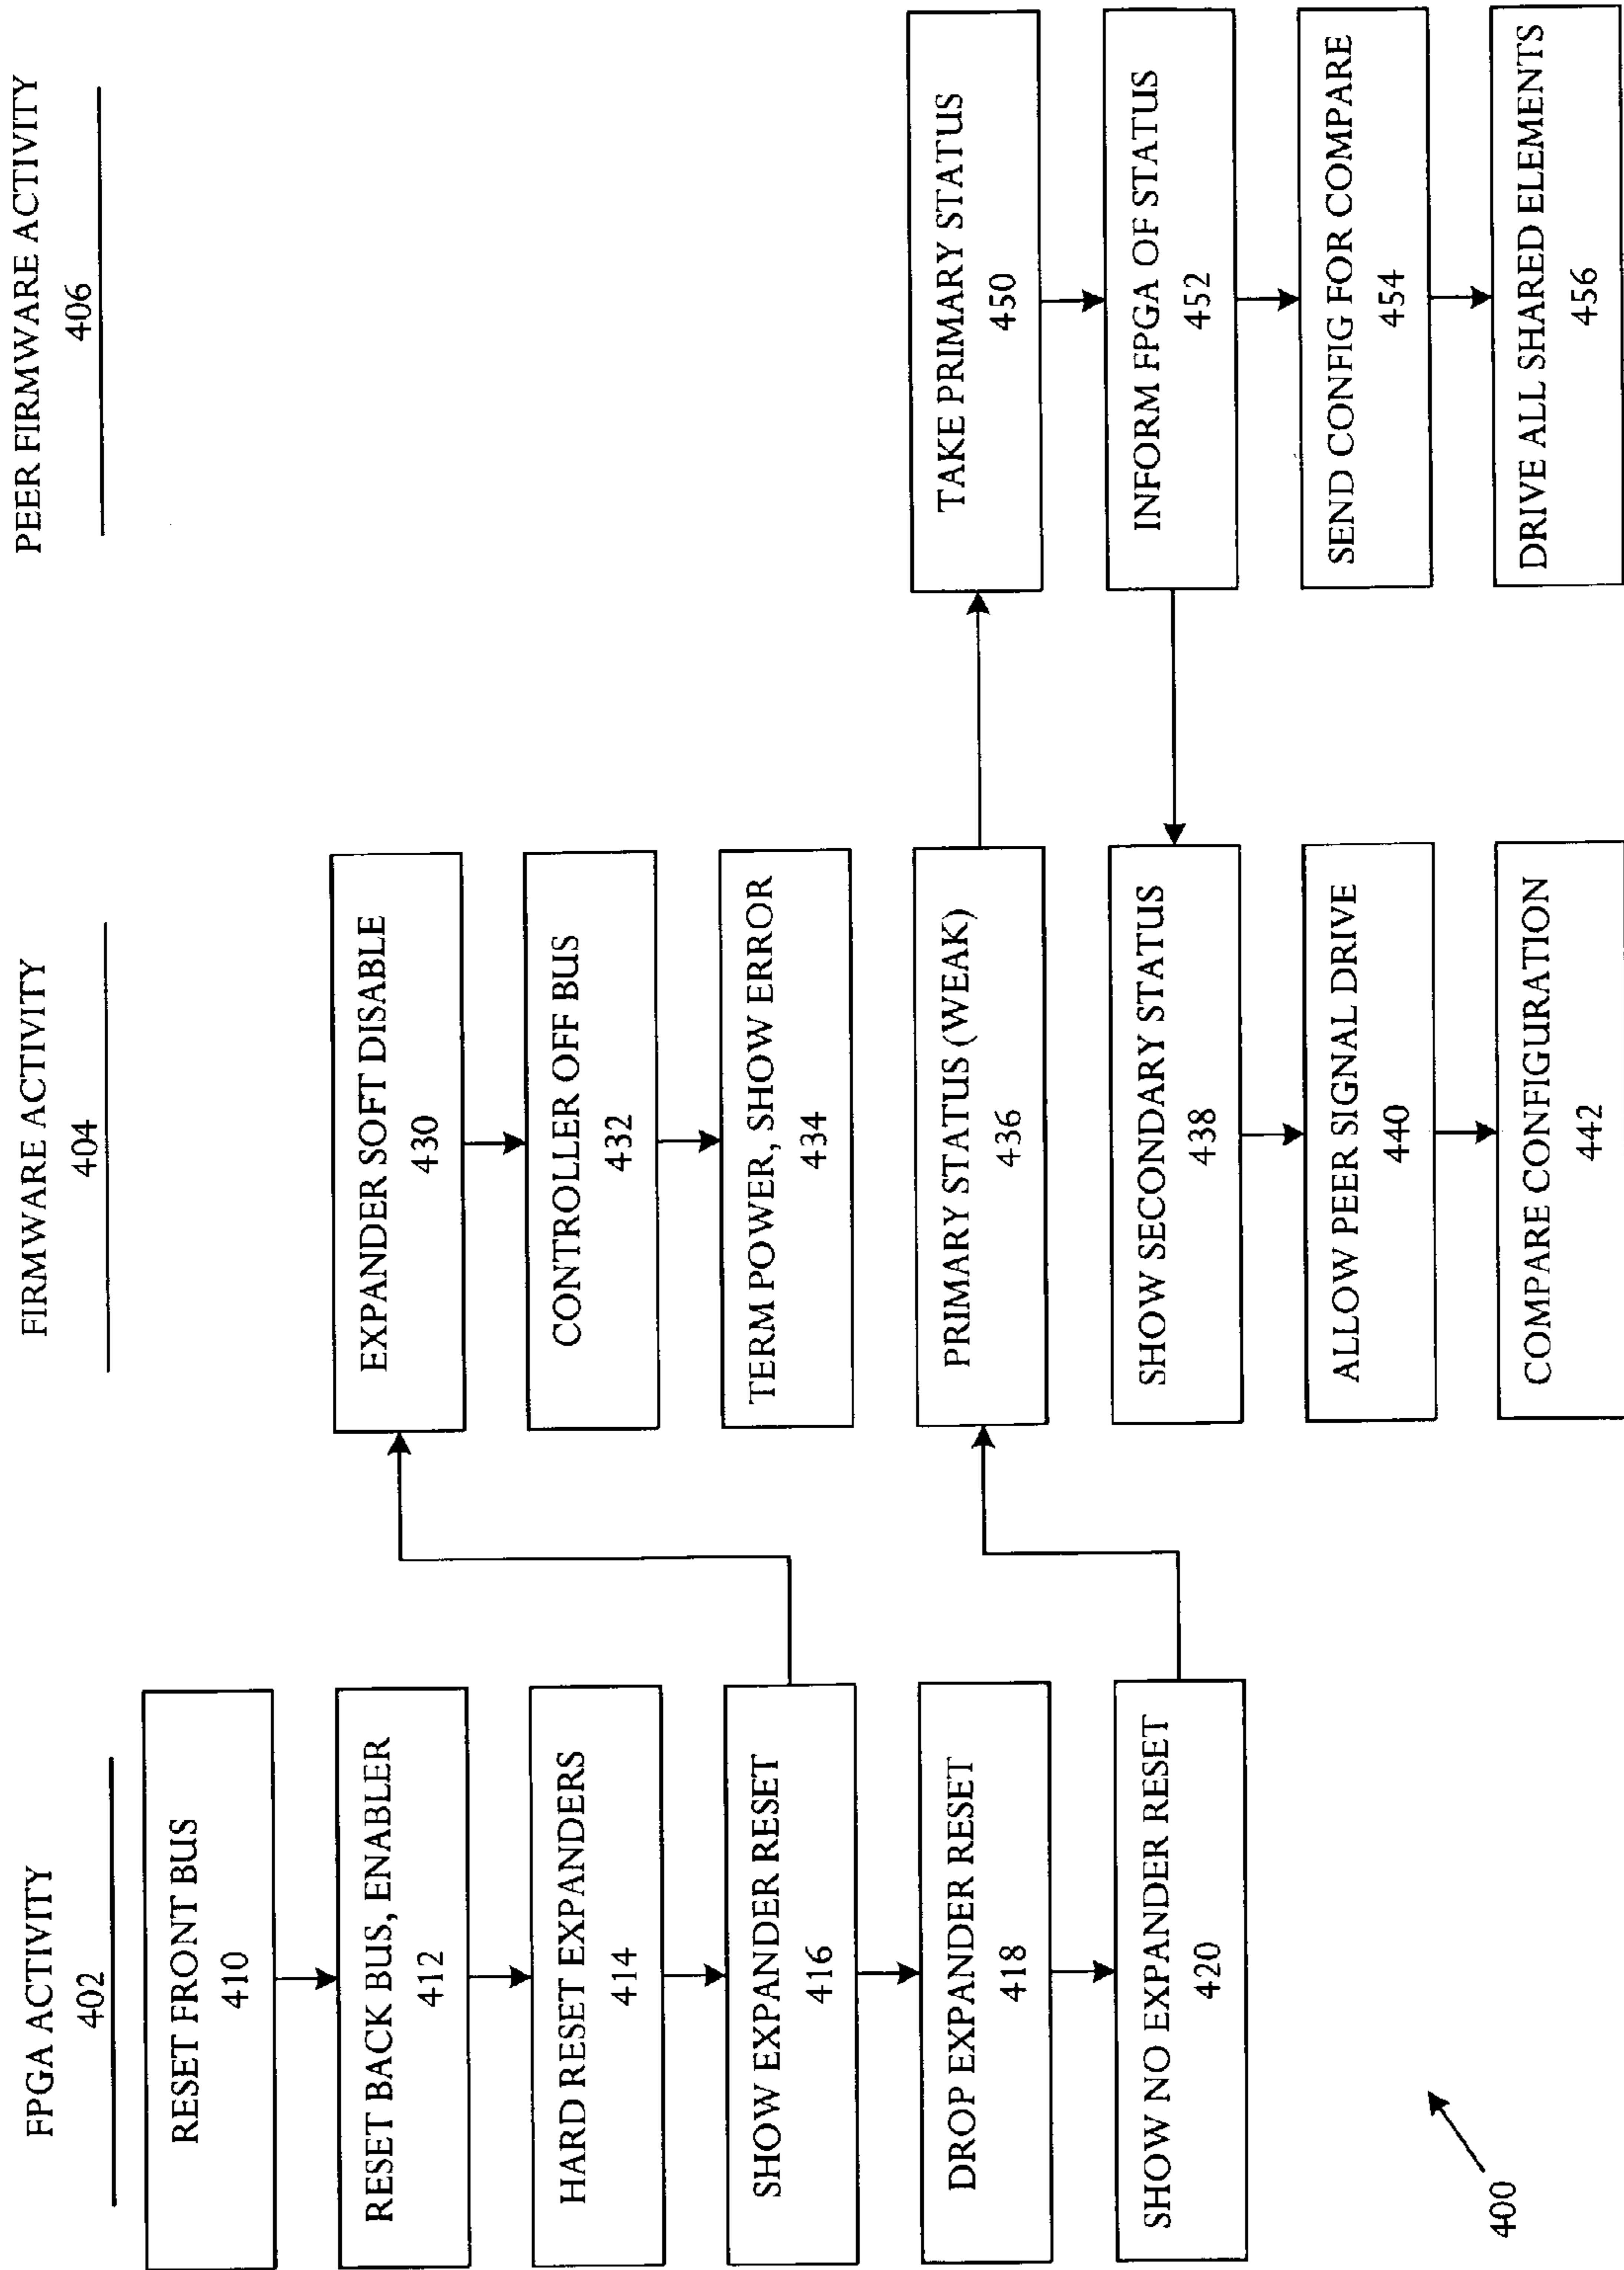 FPGA ACTIVITY
402
RESET FRONT BUS
410
RESET BACK BUS, ENABLER
412
HARD RESET EXPANDERS
414
SHOW EXPANDER RESET
416
DROP EXPANDER RESET
418
SHOW NO EXPANDER RESET
420
FIRMWARE ACTIVITY
404
EXPANDER SOFT DISABLE
430
CONTROLLER OFF BUS
432
TERM POWER, SHOW ERROR
434
PRIMARY STATUS (WEAK)
436
SHOW SECONDARY STATUS
438
ALLOW PEER SIGNAL DRIVE
440
COMPARE CONFIGURATION
442
PEER FIRMWARE ACTIVITY
406
TAKE PRIMARY STATUS
450
INFORM FPGA OF STATUS
452
SEND CONFIG FOR COMPARE
454
DRIVE ALL SHARED ELEMENTS
456
400